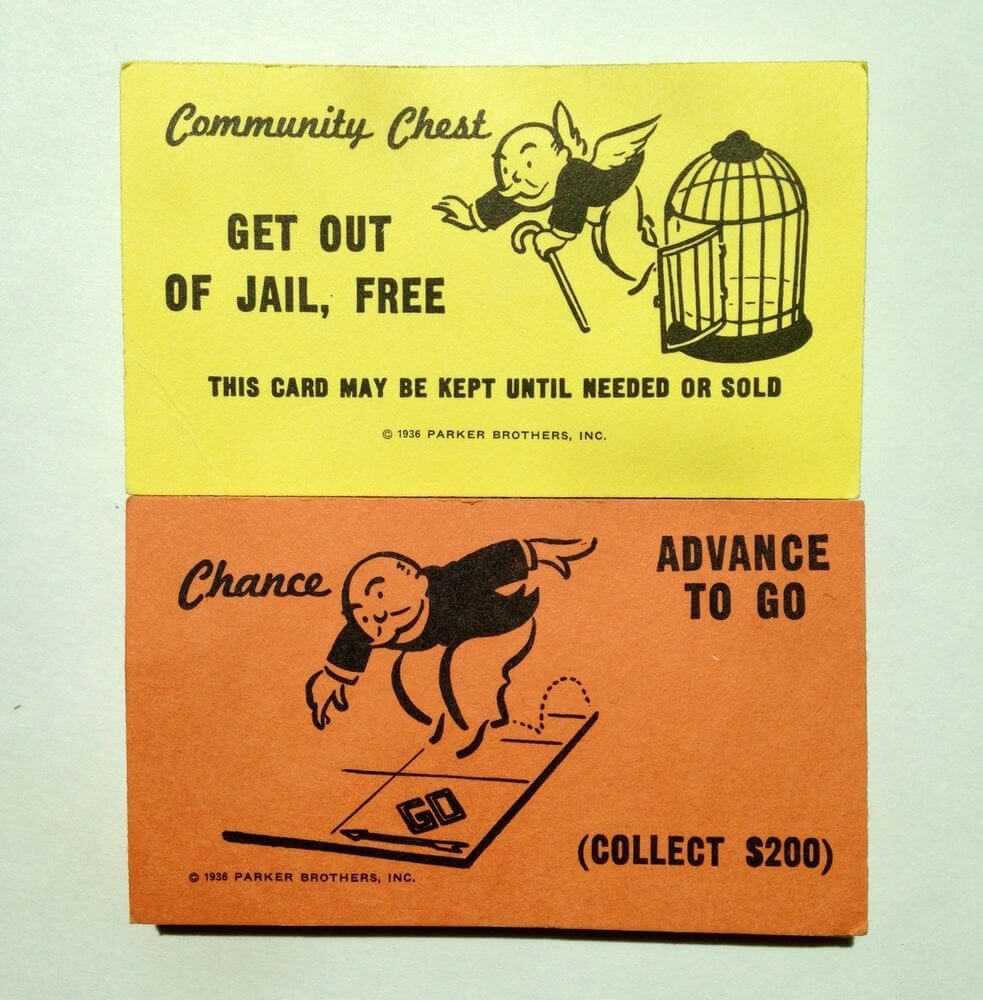 Community Chest
GET OUT
OF JAIL, FREE
THIS CARD MAY BE KEPT UNTIL NEEDED OR SOLD
© 1936 PARKER BROTHERS, INC.
Chance
ADVANCE
TO GO
GO
(COLLECT $200)
© 1936 PARKER BROTHERS, INC.